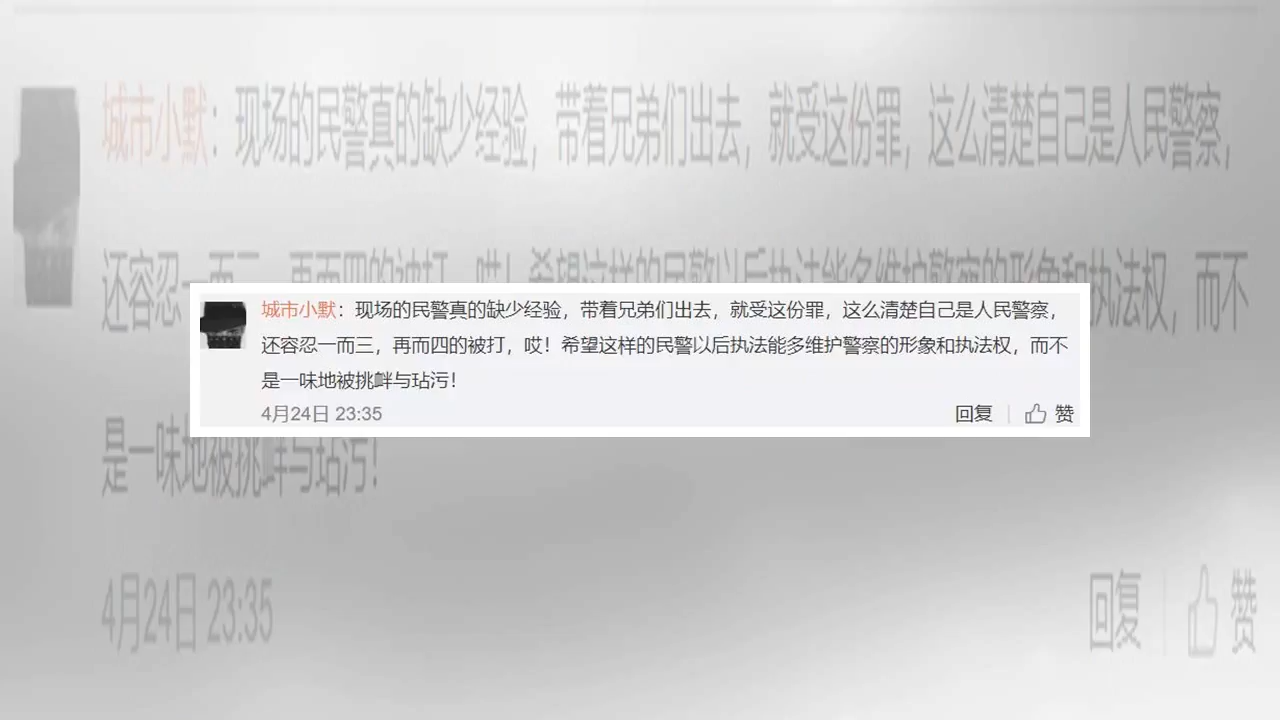 城市小默：现场的民警真的缺少经验，带着兄弟们出去，就受这份罪，这么清楚自己是人民警察，
还容忍一而三，再而四的被打，哎！希望这样的民警以后执法能多维护警察的形象和执法权，而不
是一味地被挑衅与玷污！
4月24日 23:35
回复 | 赞